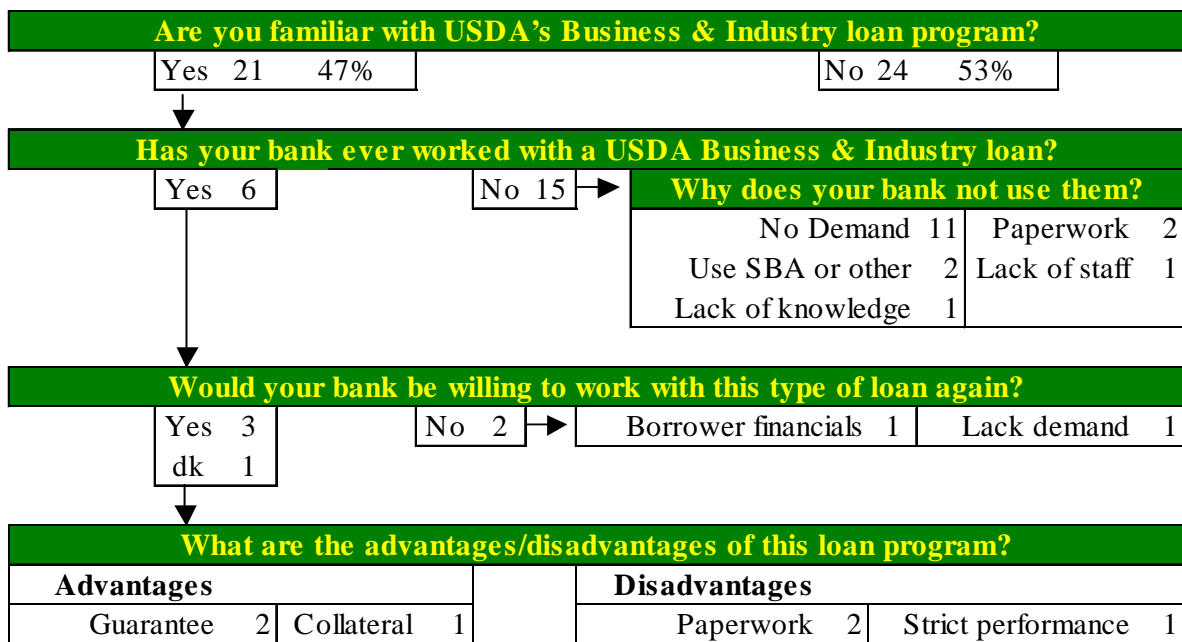 Are you familiar with USDA's Business & Industry loan program?
Yes 21 47% No 24 53%
Has your bank ever worked with a USDA Business & Industry loan?
Yes 6 No 15 Why does your bank not use them?
No Demand 11 Paperwork 2
Use SBA or other 2 Lack of staff 1
Lack of knowledge 1
Would your bank be willing to work with this type of loan again?
Yes 3 No 2 Borrower financials 1 Lack demand 1
dk 1
What are the advantages/disadvantages of this loan program?
Advantages Disadvantages
Guarantee 2 Collateral 1 Paperwork 2 Strict performance 1